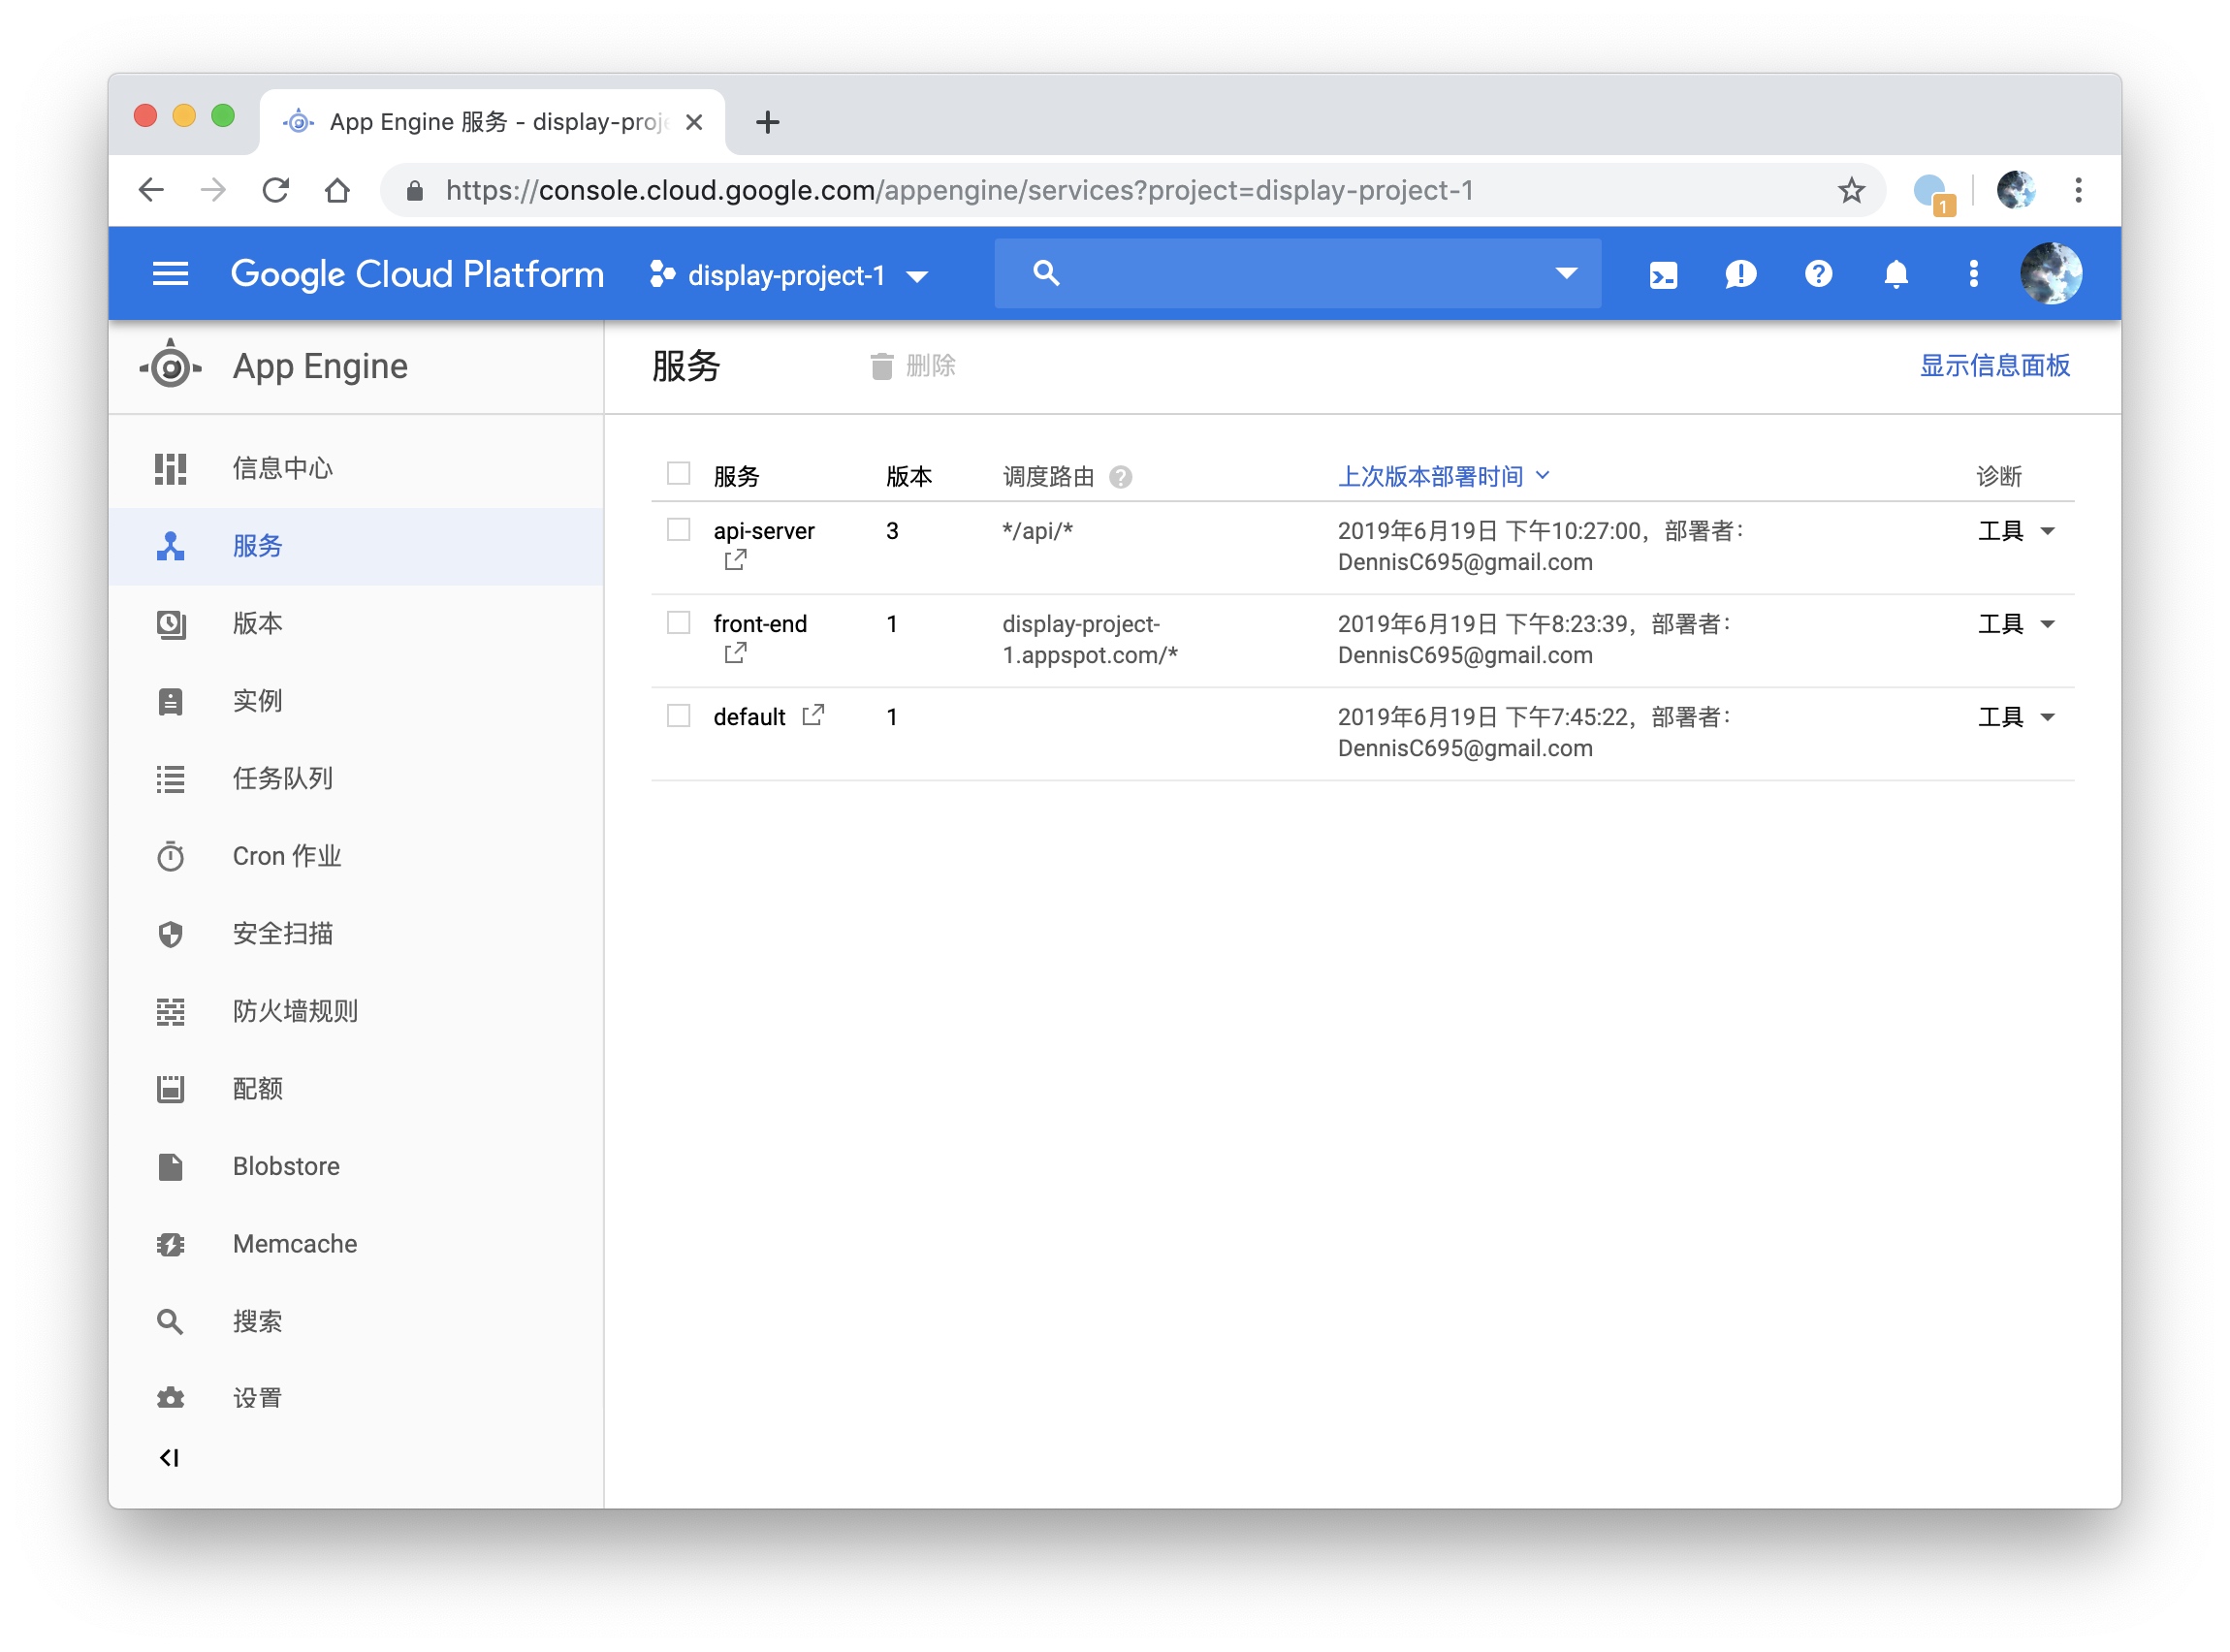 App Engine 服务 - display-proj
https://console.cloud.google.com/appengine/services?project=display-project-1
1
Google Cloud Platform
display-project-1
App Engine
服务
删除
显示信息面板
信息中心
服务
版本
实例
任务队列
Cron 作业
安全扫描
防火墙规则
配额
Blobstore
Memcache
搜索
设置
服务 版本 调度路由 上次版本部署时间 诊断
api-server 3 */api/* 2019年6月19日 下午10:27:00，部署者： 工具
DennisC695@gmail.com
front-end 1 display-project- 2019年6月19日 下午8:23:39，部署者： 工具
1.appspot.com/* DennisC695@gmail.com
default 1 2019年6月19日 下午7:45:22，部署者： 工具
DennisC695@gmail.com